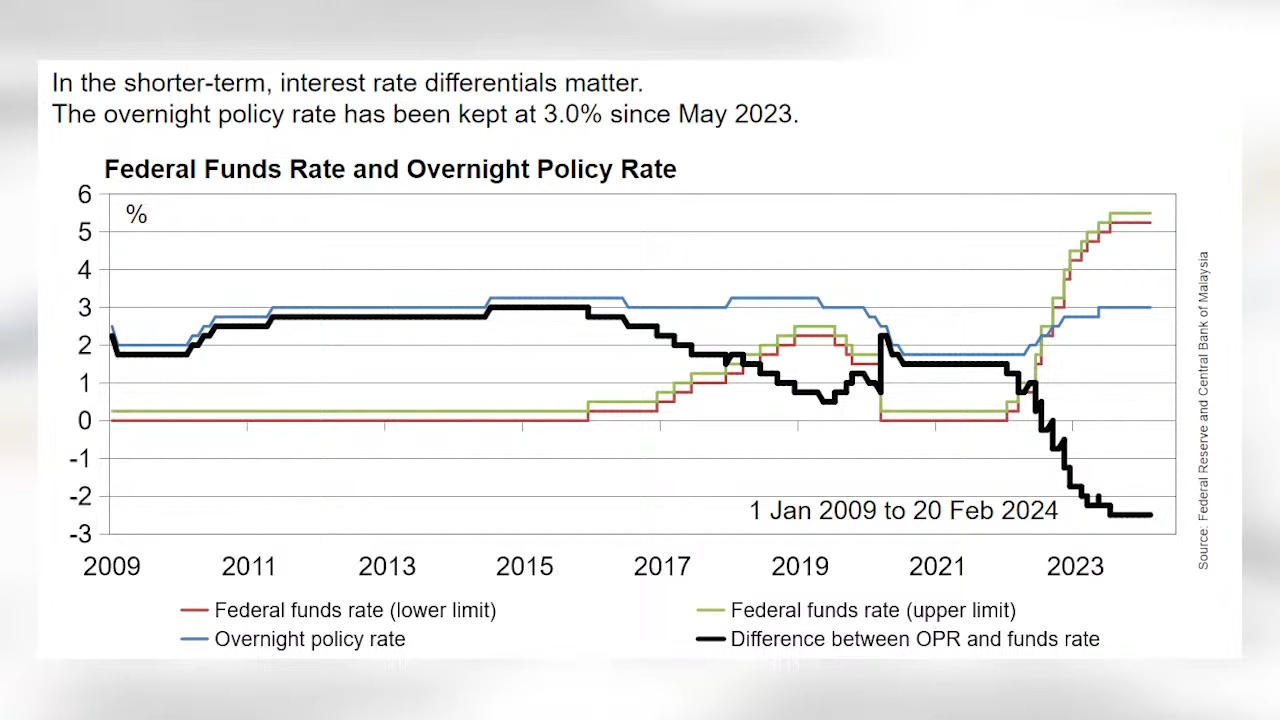 In the shorter-term, interest rate differentials matter.
The overnight policy rate has been kept at 3.0% since May 2023.
Federal Funds Rate and Overnight Policy Rate
%
6
5
4
3
2
1
0
-1
-2
-3
1 Jan 2009 to 20 Feb 2024
2009 2011 2013 2015 2017 2019 2021 2023
Federal funds rate (lower limit) Federal funds rate (upper limit)
Overnight policy rate Difference between OPR and funds rate
Source: Federal Reserve and Central Bank of Malaysia